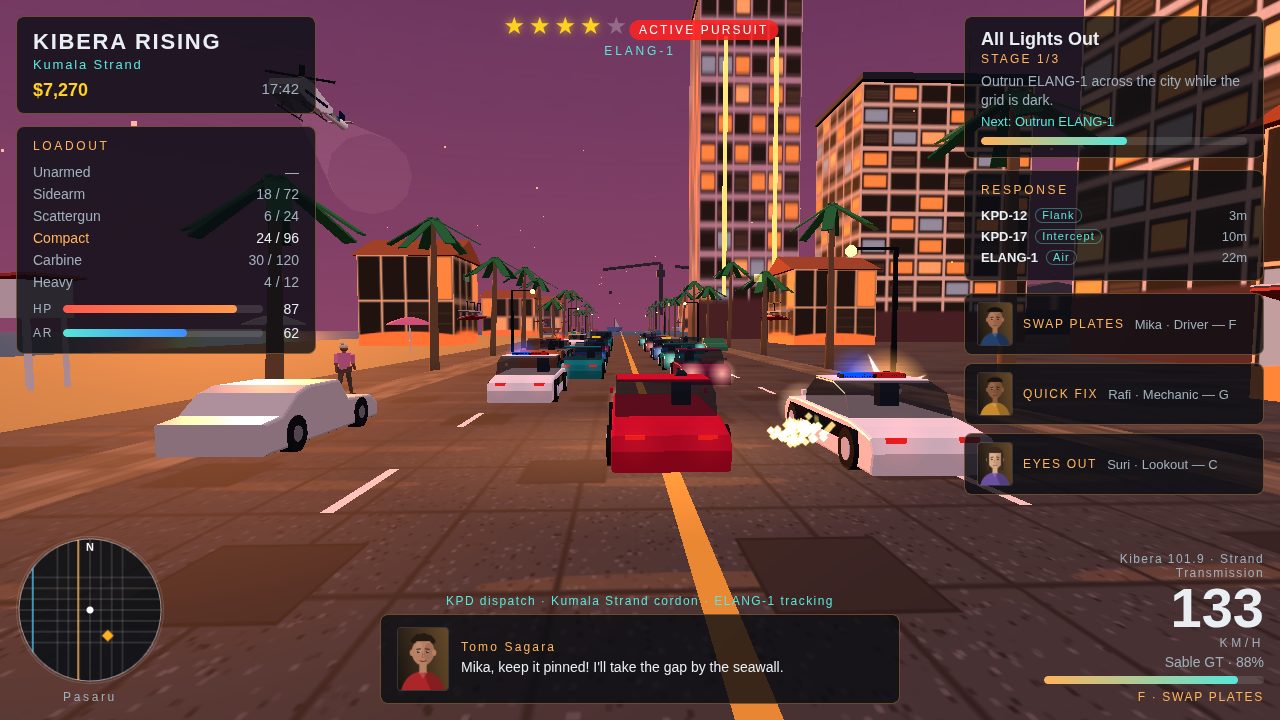 KIBERA RISING
Kumala Strand
$7,270 17:42
LOADOUT
Unarmed —
Sidearm 18 / 72
Scattergun 6 / 24
Compact 24 / 96
Carbine 30 / 120
Heavy 4 / 12
HP 87
AR 62
ACTIVE PURSUIT
ELANG-1
All Lights Out
STAGE 1/3
Outrun ELANG-1 across the city while the
grid is dark.
Next: Outrun ELANG-1
RESPONSE
KPD-12 Flank 3m
KPD-17 Intercept 10m
ELANG-1 Air 22m
SWAP PLATES Mika · Driver — F
QUICK FIX Rafi · Mechanic — G
EYES OUT Suri · Lookout — C
N
Pasaru
KPD dispatch · Kumala Strand cordon · ELANG-1 tracking
Tomo Sagara
Mika, keep it pinned! I'll take the gap by the seawall.
Kibera 101.9 · Strand
Transmission
133
KM/H
Sable GT · 88%
F · SWAP PLATES